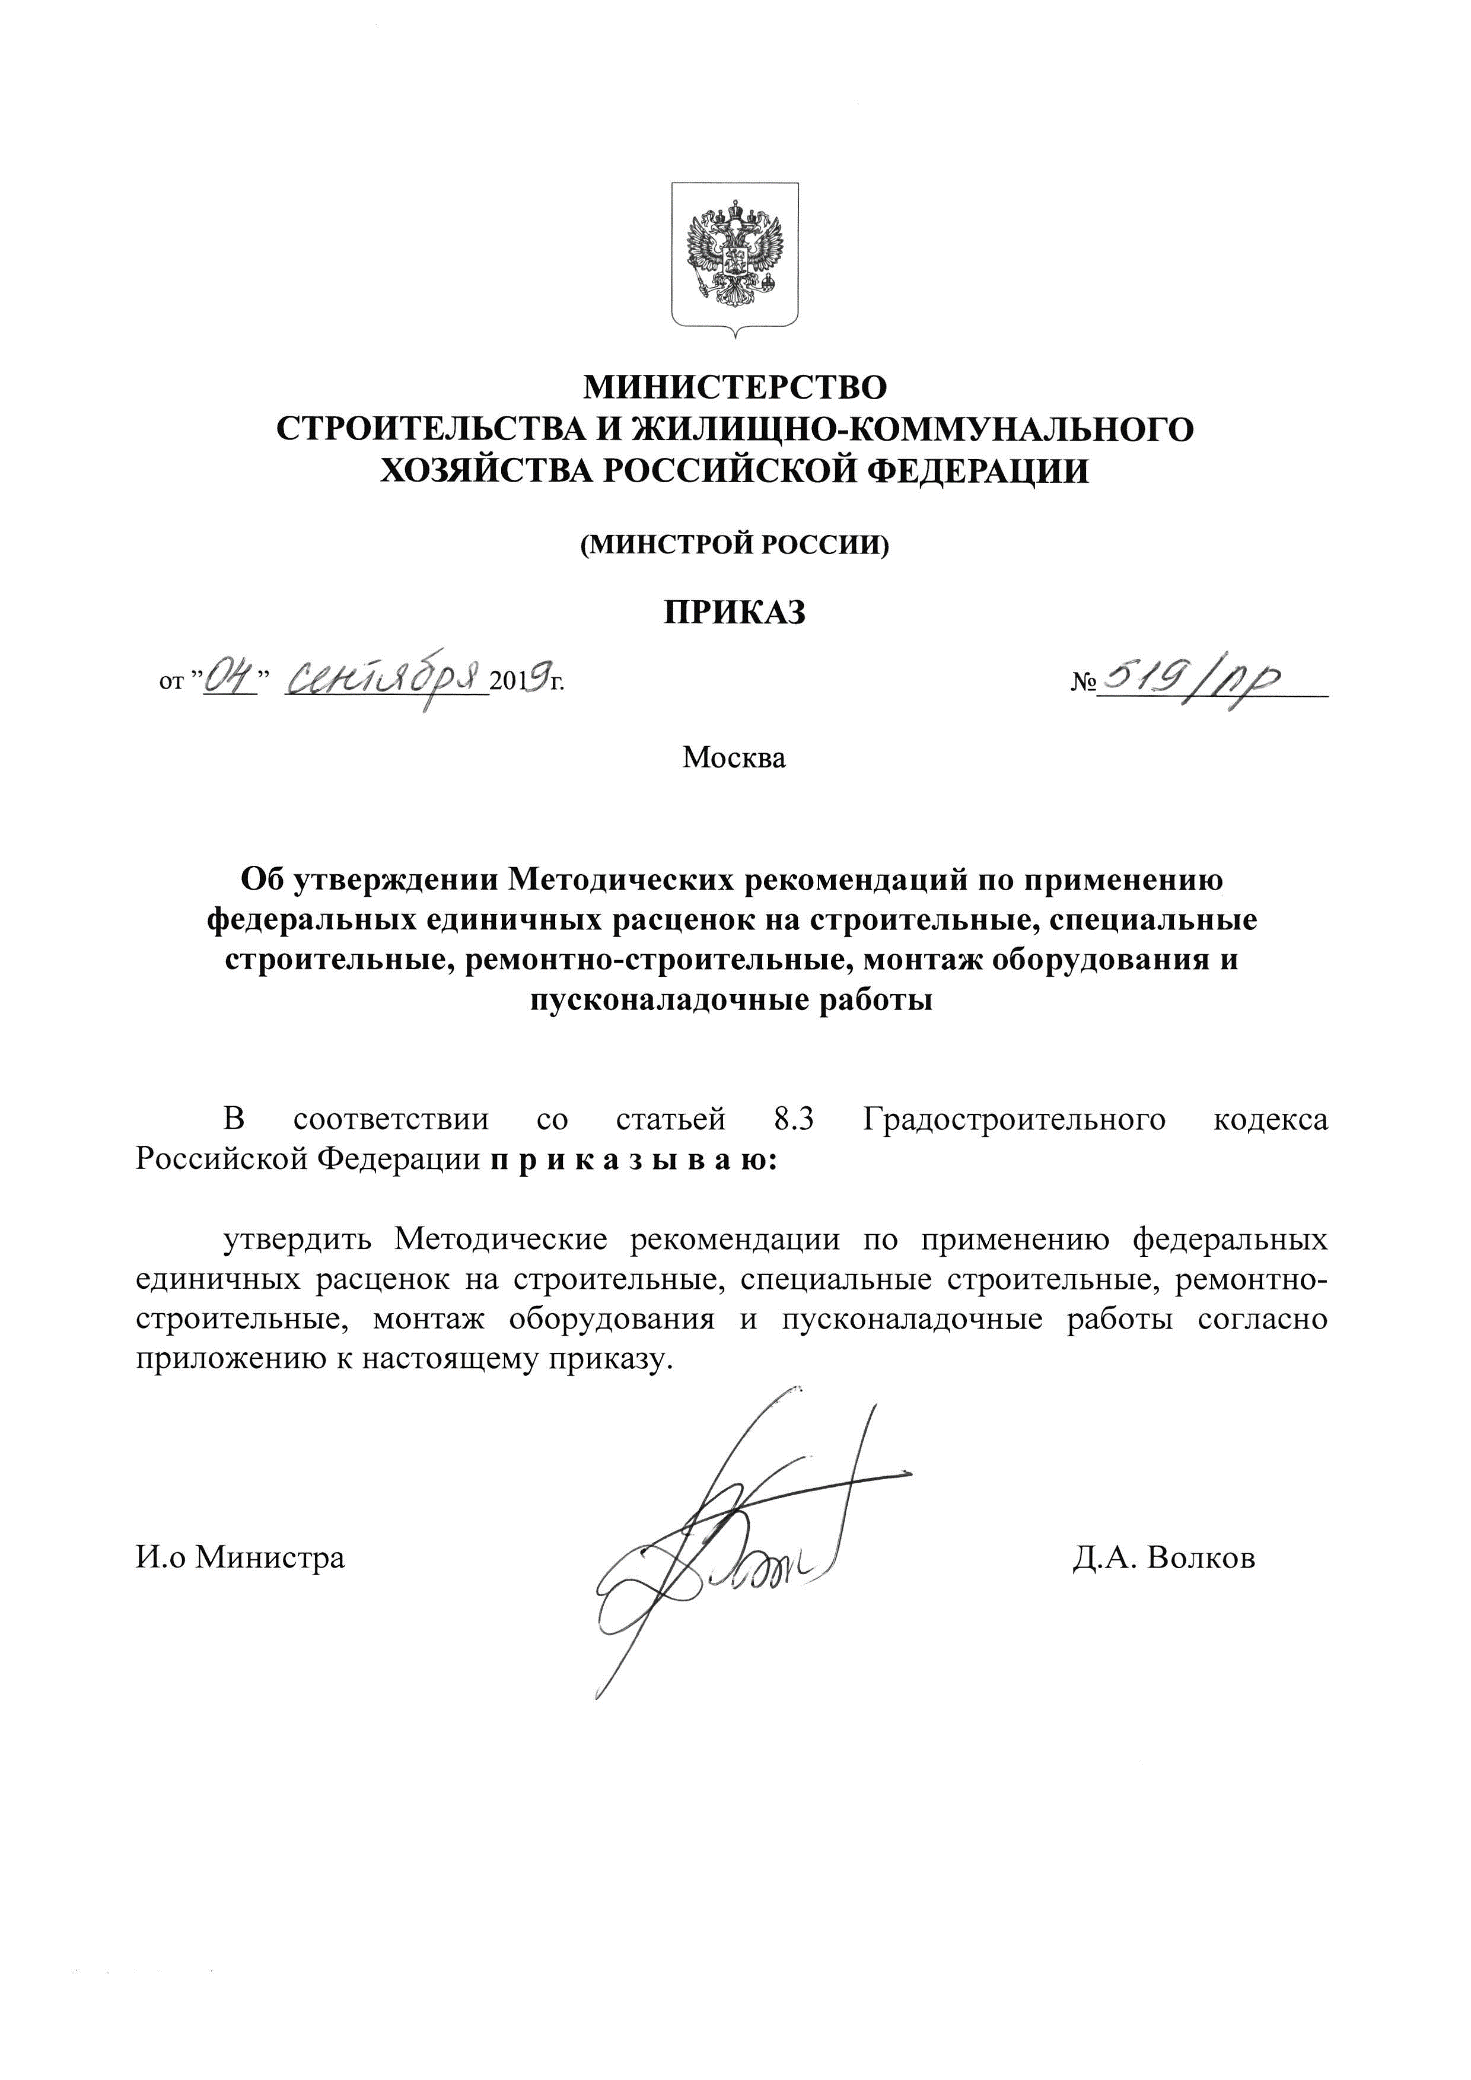 МИНИСТЕРСТВО
СТРОИТЕЛЬСТВА И ЖИЛИЩНО-КОММУНАЛЬНОГО
ХОЗЯЙСТВА РОССИЙСКОЙ ФЕДЕРАЦИИ
(МИНСТРОЙ РОССИИ)
ПРИКАЗ
от ”04” сентября 2019г. №519/пр
Москва
Об утверждении Методических рекомендаций по применению
федеральных единичных расценок на строительные, специальные
строительные, ремонтно-строительные, монтаж оборудования и
пусконаладочные работы
В соответствии со статьей 8.3 Градостроительного кодекса
Российской Федерации п р и к а з ы в а ю:
утвердить Методические рекомендации по применению федеральных
единичных расценок на строительные, специальные строительные, ремонтно-
строительные, монтаж оборудования и пусконаладочные работы согласно
приложению к настоящему приказу.
И.о Министра Д.А. Волков